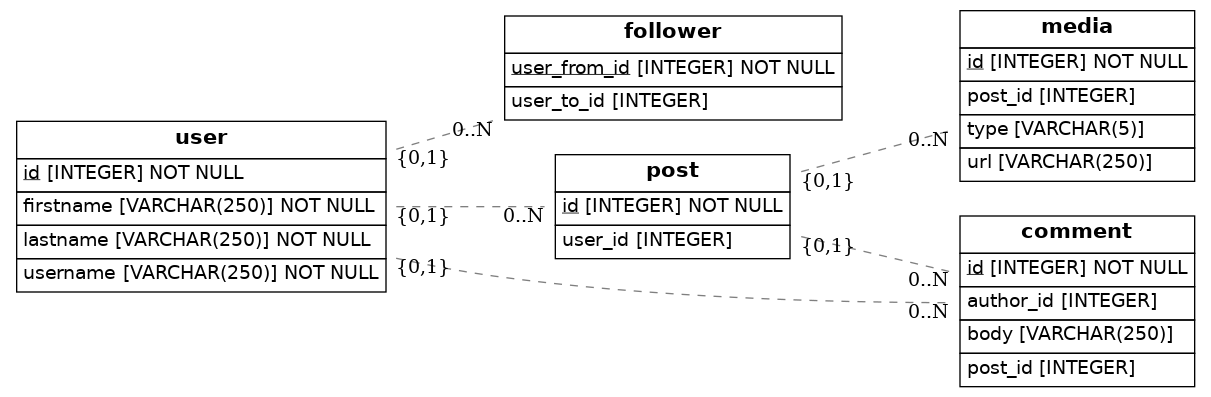 user
id [INTEGER] NOT NULL
firstname [VARCHAR(250)] NOT NULL
lastname [VARCHAR(250)] NOT NULL
username [VARCHAR(250)] NOT NULL
{0,1}
{0,1}
{0,1}
follower
user_from_id [INTEGER] NOT NULL
user_to_id [INTEGER]
0..N
post
id [INTEGER] NOT NULL
user_id [INTEGER]
0..N
{0,1}
{0,1}
media
id [INTEGER] NOT NULL
post_id [INTEGER]
type [VARCHAR(5)]
url [VARCHAR(250)]
0..N
comment
id [INTEGER] NOT NULL
author_id [INTEGER]
body [VARCHAR(250)]
post_id [INTEGER]
0..N
0..N